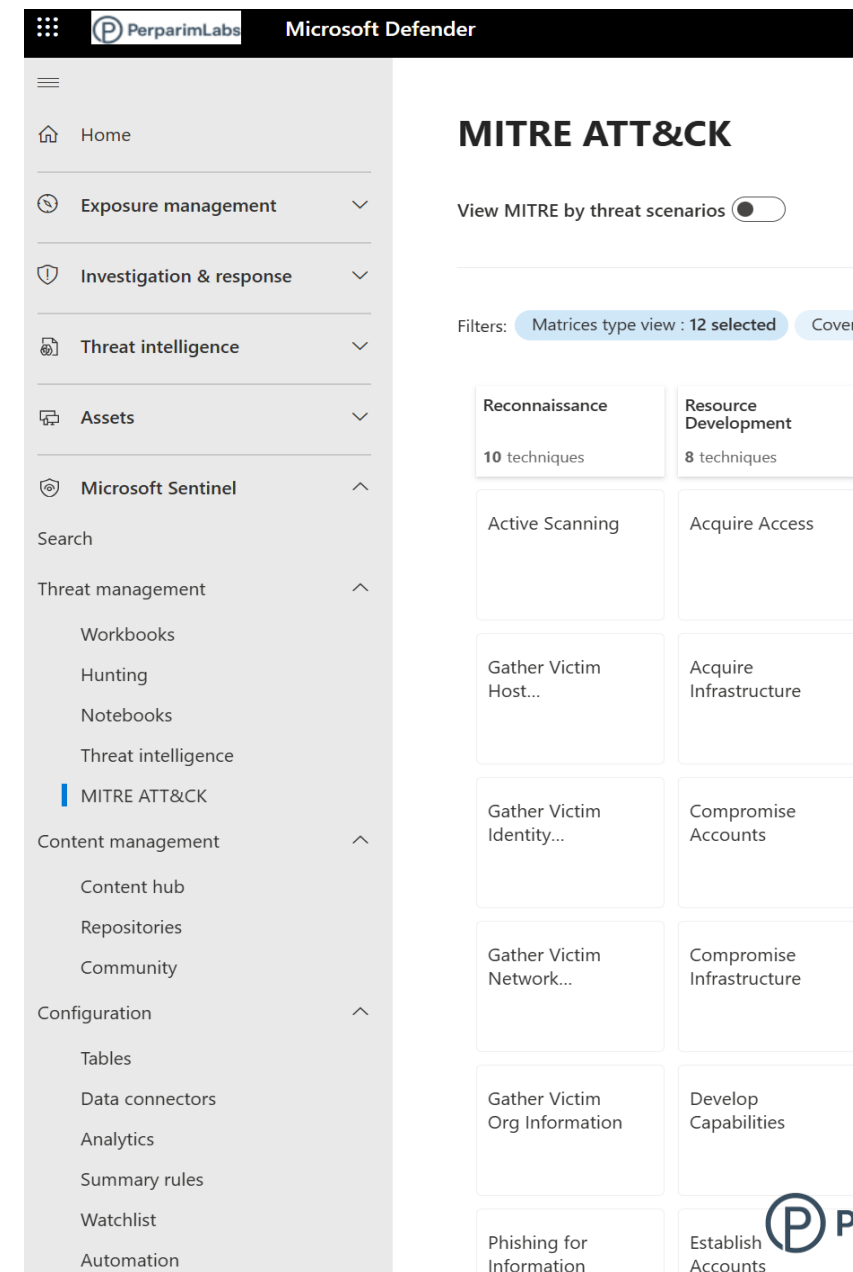 PerparimLabs
Microsoft Defender
Home
Exposure management
Investigation & response
Threat intelligence
Assets
Microsoft Sentinel
Search
Threat management
Workbooks
Hunting
Notebooks
Threat intelligence
MITRE ATT&CK
Content management
Content hub
Repositories
Community
Configuration
Tables
Data connectors
Analytics
Summary rules
Watchlist
Automation
MITRE ATT&CK
View MITRE by threat scenarios
Filters:
Matrices type view : 12 selected
Reconnaissance
10 techniques
Active Scanning
Gather Victim
Host...
Gather Victim
Identity...
Gather Victim
Network...
Gather Victim
Org Information
Phishing for
Information
Resource
Development
8 techniques
Acquire Access
Acquire
Infrastructure
Compromise
Accounts
Compromise
Infrastructure
Develop
Capabilities
Establish
Accounts